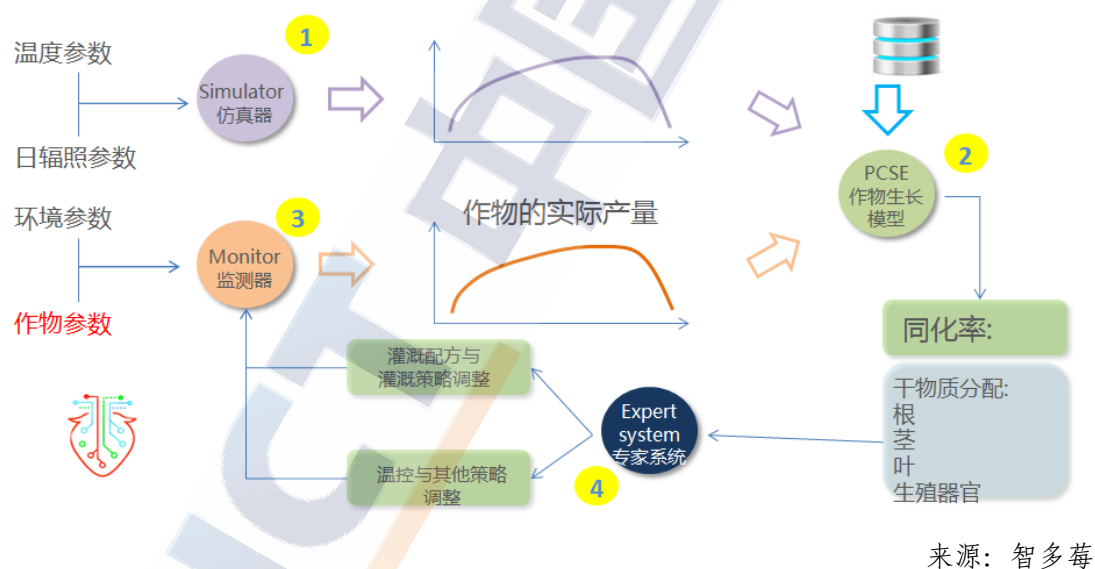 温度参数
日辐照参数
1
Simulator
仿真器
2
PCSE
作物生长
模型
环境参数
作物参数
3
Monitor
监测器
作物的实际产量
同化率:
干物质分配:
根
茎
叶
生殖器官
灌溉配方与
灌溉策略调整
温控与其他策略
调整
Expert
system
专家系统
4
来源：智多莓